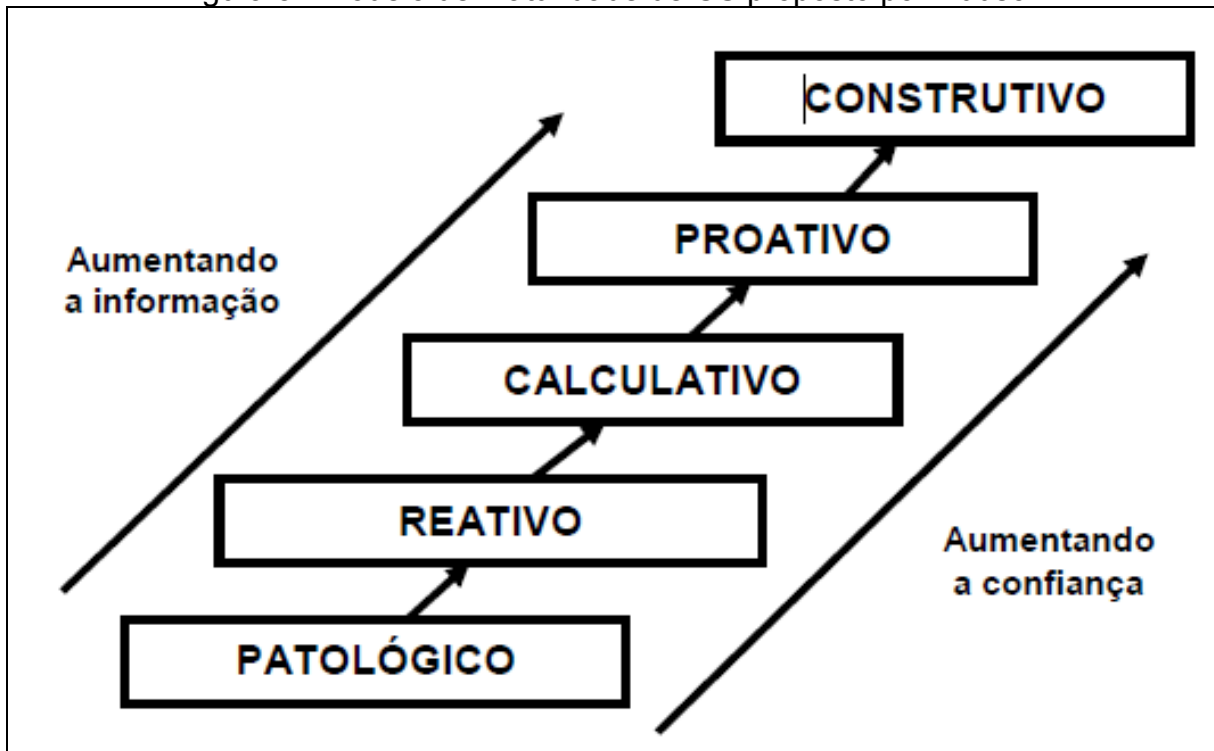 CONSTRUTIVO
PROATIVO
Aumentando
a informação
CALCULATIVO
REATIVO
Aumentando
a confiança
PATOLÓGICO